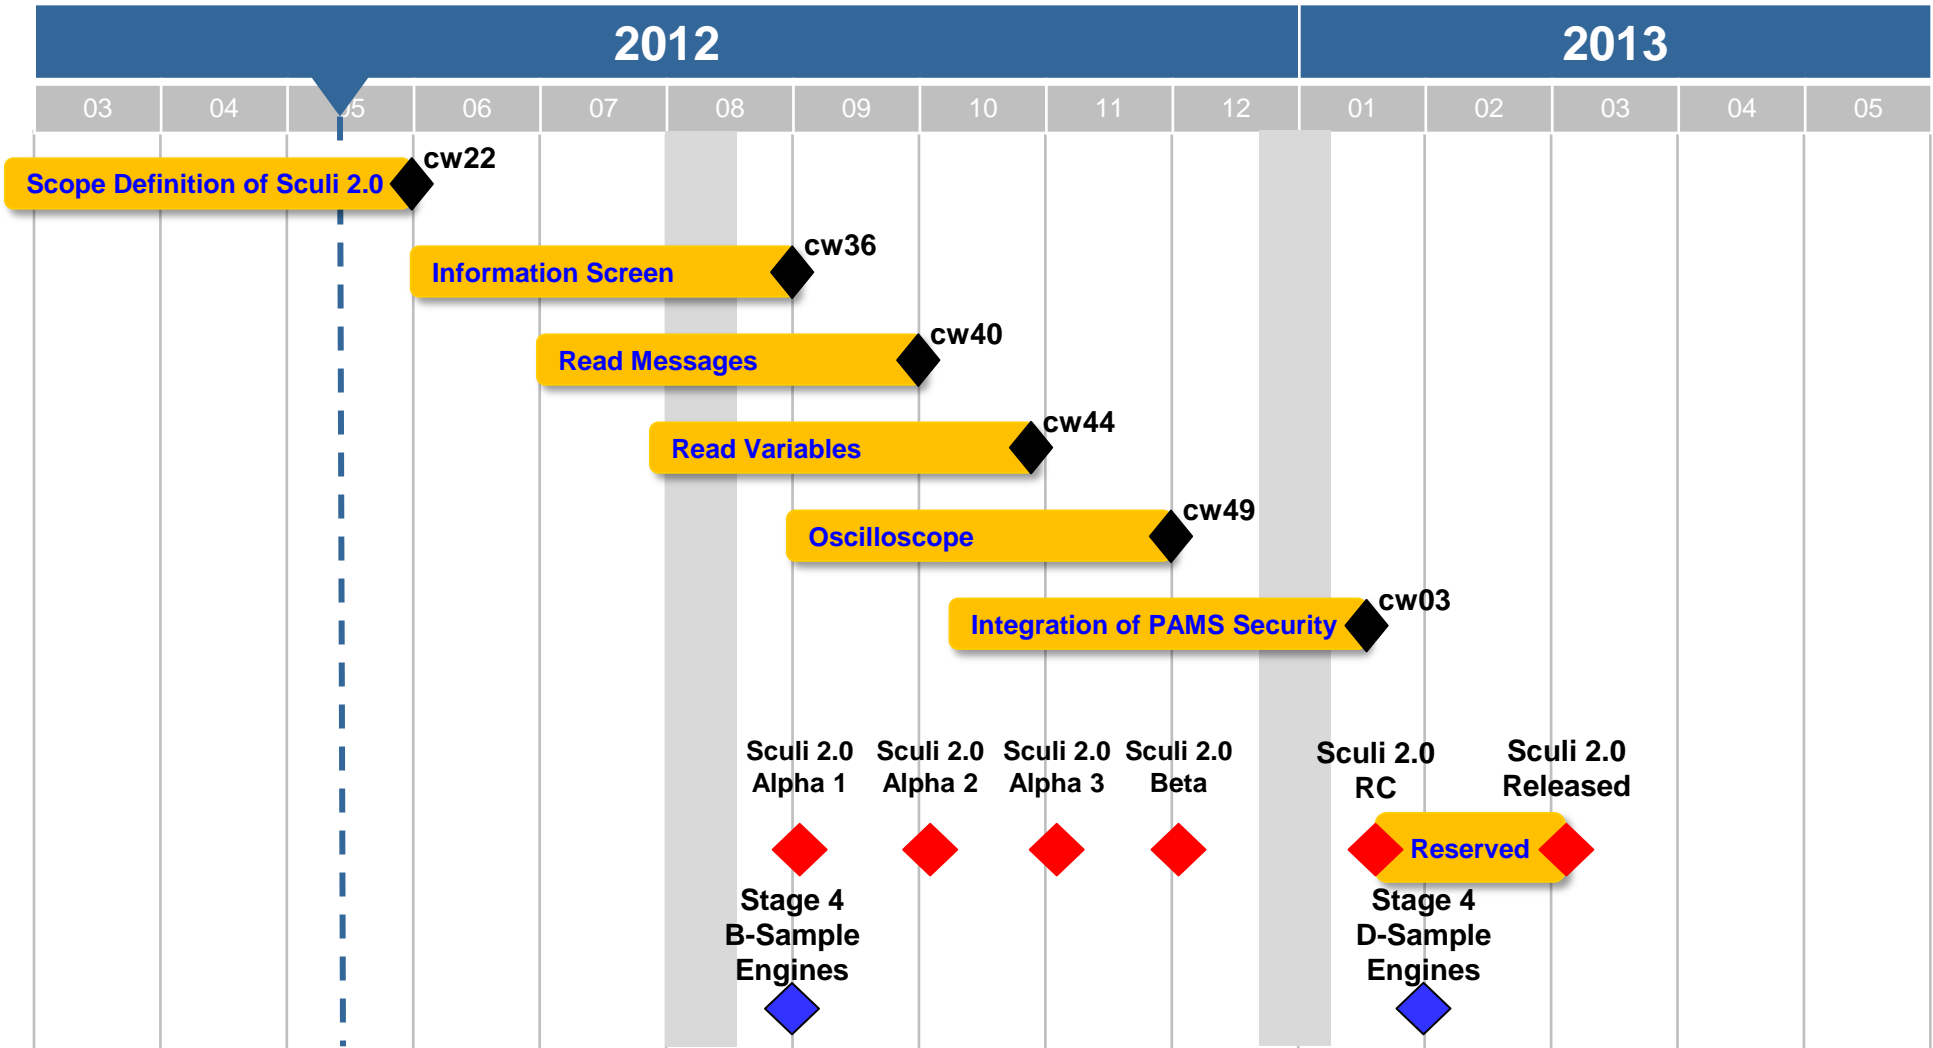 2012
2013
03 04 05 06 07 08 09 10 11 12 01 02 03 04 05
Scope Definition of Sculi 2.0
cw22
Information Screen
cw36
Read Messages
cw40
Read Variables
cw44
Oscilloscope
cw49
Integration of PAMS Security
cw03
Sculi 2.0
Alpha 1
Sculi 2.0
Alpha 2
Sculi 2.0
Alpha 3
Sculi 2.0
Beta
Sculi 2.0
RC
Sculi 2.0
Released
Reserved
Stage 4
B-Sample
Engines
Stage 4
D-Sample
Engines